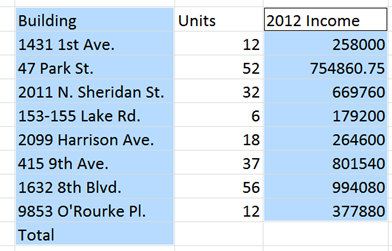 Building Units 2012 Income
1431 1st Ave. 12 258000
47 Park St. 52 754860.75
2011 N. Sheridan St. 32 669760
153-155 Lake Rd. 6 179200
2099 Harrison Ave. 18 264600
415 9th Ave. 37 801540
1632 8th Blvd. 56 994080
9853 O'Rourke Pl. 12 377880
Total